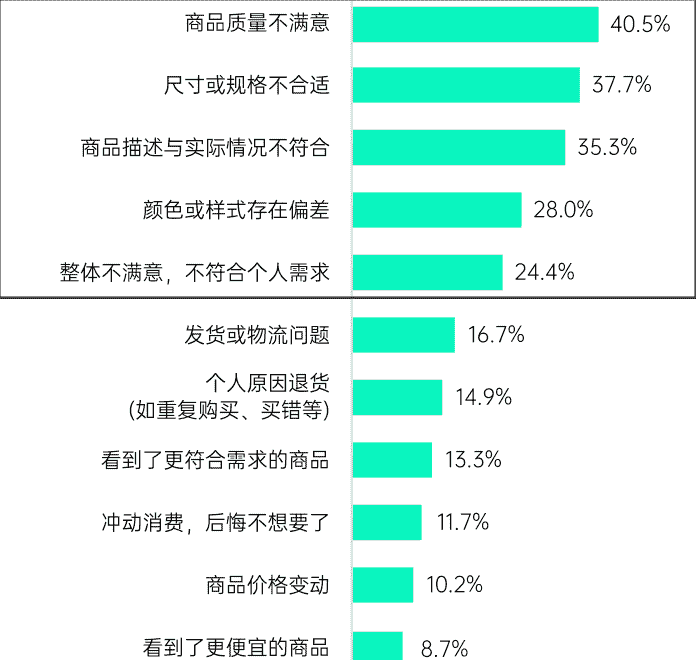 商品质量不满意 40.5%
尺寸或规格不合适 37.7%
商品描述与实际情况不符合 35.3%
颜色或样式存在偏差 28.0%
整体不满意，不符合个人需求 24.4%
发货或物流问题 16.7%
个人原因退货
(如重复购买、买错等) 14.9%
看到了更符合需求的商品 13.3%
冲动消费，后悔不想要了 11.7%
商品价格变动 10.2%
看到了更便宜的商品 8.7%